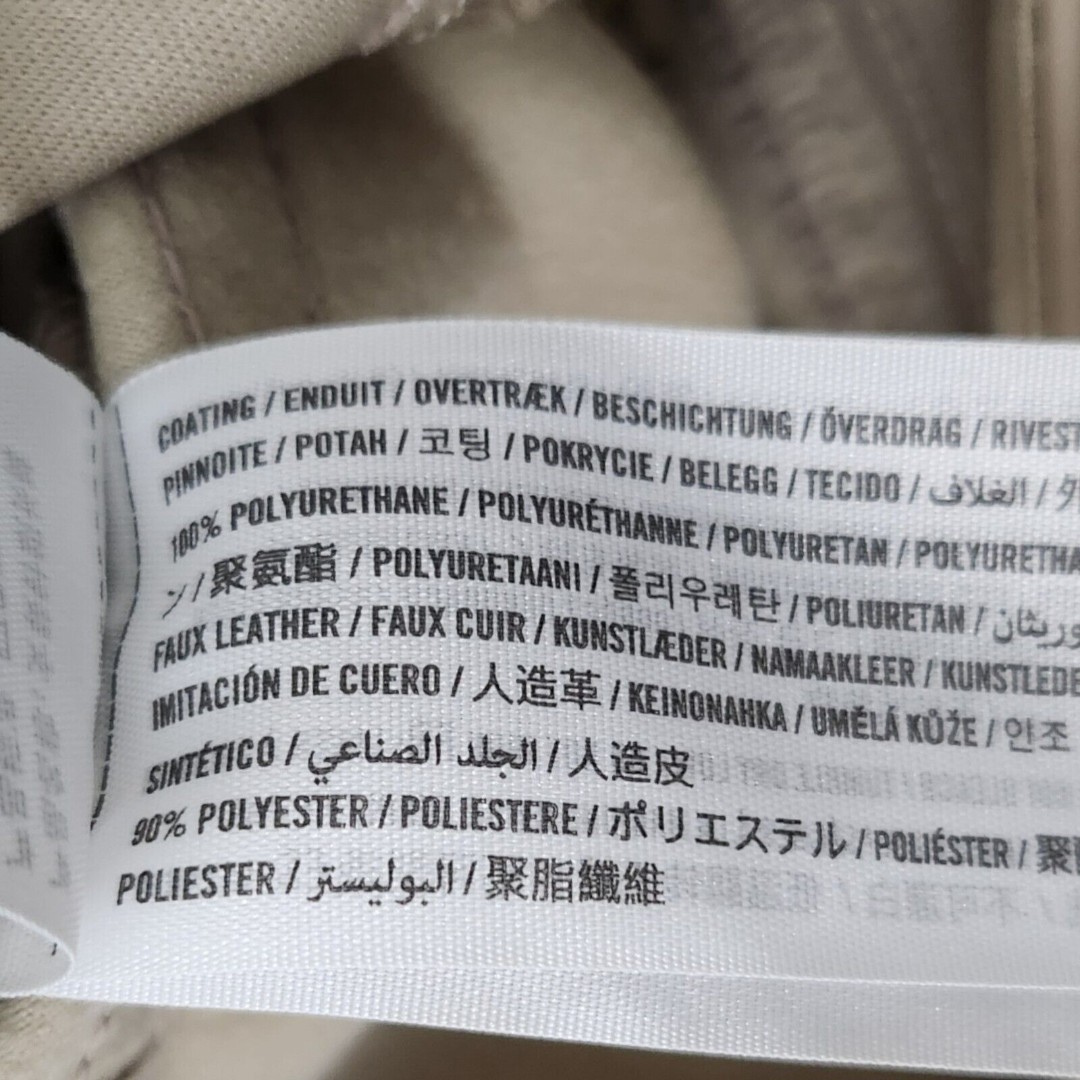 COATING / ENDUIT / OVERTRÆK / BESCHICHTUNG / ÖVERDRAG / RIVEST
PINNOITE / POTAH / 코팅 / POKRYCIE / BELEGG / TECIDO / الغلاف / 外
100% POLYURETHANE / POLYURÉTHANNE / POLYURETAN / POLYURETHA
ン / 聚氨酯 / POLYURETAANI / 폴리우레탄 / POLIURETAN /
FAUX LEATHER / FAUX CUIR / KUNSTLÆDER / NAMAAKLEER / KUNSTLEDE
IMITACIÓN DE CUERO / 人造革 / KEINONAHKA / UMĚLÁ KŮŽE / 인조
SINTÉTICO / الجلد الصناعي / 人造皮
90% POLYESTER / POLIESTERE / ポリエステル / POLIÉSTER / 聚
POLIESTER / البوليستر / 聚脂纖維